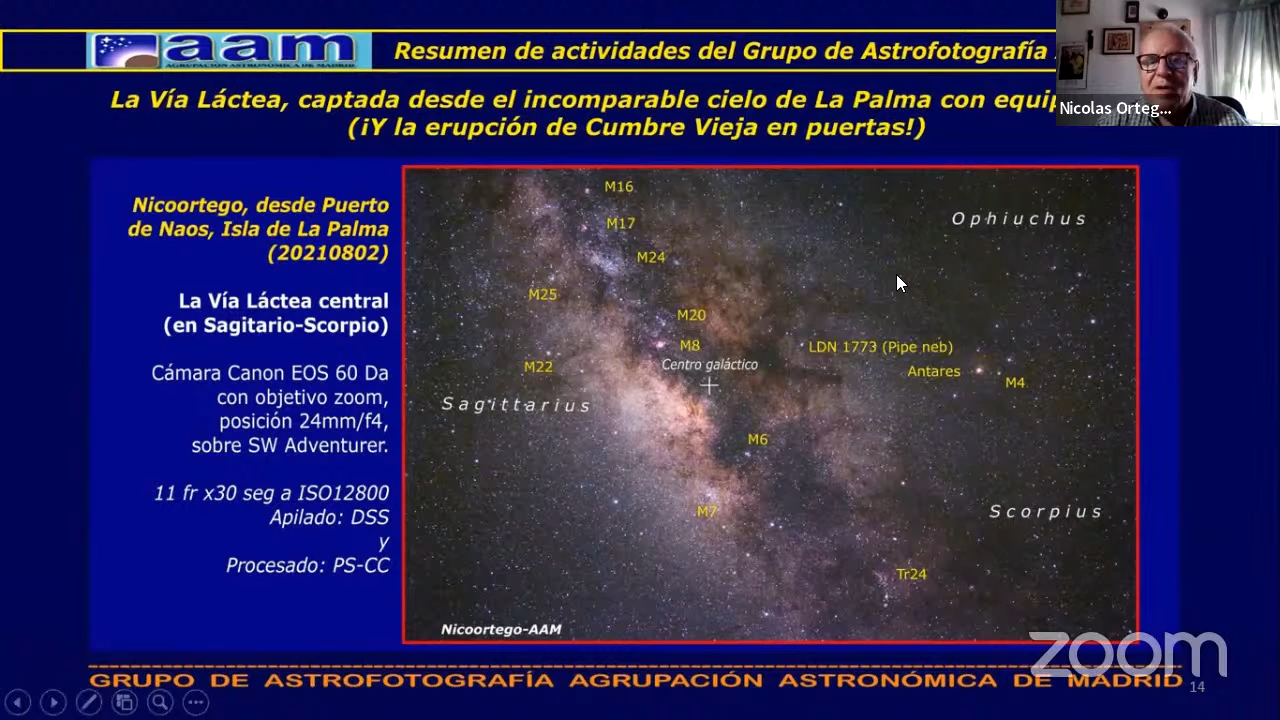 aam
AGRUPACIÓN ASTRONÓMICA DE MADRID
Resumen de actividades del Grupo de Astrofotografía
Nicolas Orteg...
La Vía Láctea, captada desde el incomparable cielo de La Palma con
(¡Y la erupción de Cumbre Vieja en puertas!)
Nicoortego, desde Puerto
de Naos, Isla de La Palma
(20210802)
La Vía Láctea central
(en Sagitario-Scorpio)
Cámara Canon EOS 60 Da
con objetivo zoom,
posición 24mm/f4,
sobre SW Adventurer.
11 fr x30 seg a ISO12800
Apilado: DSS
y
Procesado: PS-CC
M16
Ophiuchus
M17
M24
M25
M20
M8
LDN 1773 (Pipe neb)
Centro galáctico
M22
Antares
M4
Sagittarius
M6
M7
Scorpius
Tr24
Nicoortego-AAM
zoom
GRUPO DE ASTROFOTOGRAFÍA AGRUPACIÓN ASTRONÓMICA DE MADRID
14